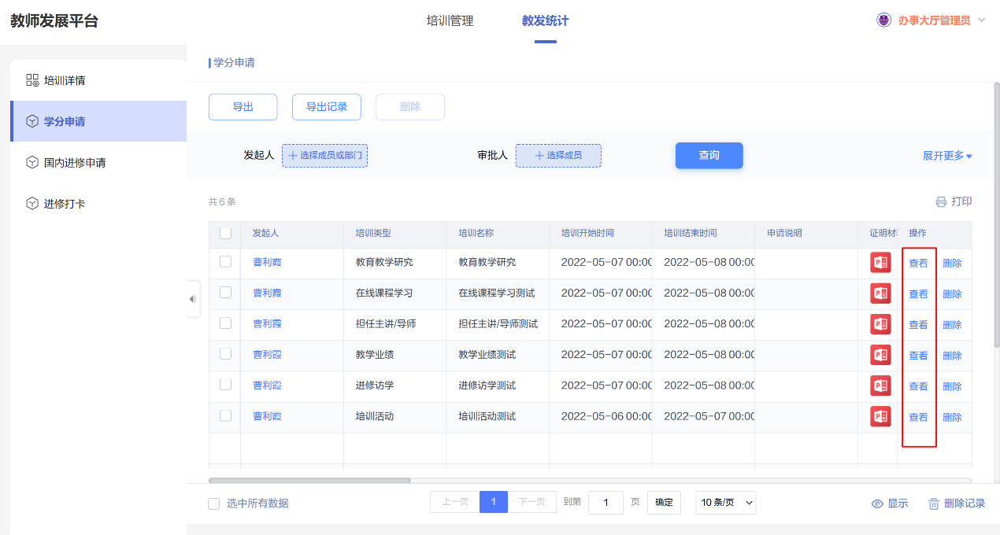 教师发展平台
培训管理
教发统计
办事大厅管理员
培训详情
学分申请
国内进修申请
进修打卡
学分申请
导出
导出记录
删除
发起人 选择成员或部门
审批人 选择成员
查询
展开更多
共 6 条
打印
发起人 培训类型 培训名称 培训开始时间 培训结束时间 申请说明 证明材 操作
曹利霞 教育教学研究 教育教学研究 2022-05-07 00:00 2022-05-08 00:00 查看 删除
曹利霞 在线课程学习 在线课程学习测试 2022-05-07 00:00 2022-05-08 00:00 查看 删除
曹利霞 担任主讲/导师 担任主讲/导师测试 2022-05-07 00:00 2022-05-08 00:00 查看 删除
曹利霞 教学业绩 教学业绩测试 2022-05-07 00:00 2022-05-08 00:00 查看 删除
曹利霞 进修访学 进修访学测试 2022-05-07 00:00 2022-05-08 00:00 查看 删除
曹利霞 培训活动 培训活动测试 2022-05-06 00:00 2022-05-07 00:00 查看 删除
选中所有数据
上一页 1 下一页 到第 1 页 确定 10 条/页
显示
删除记录